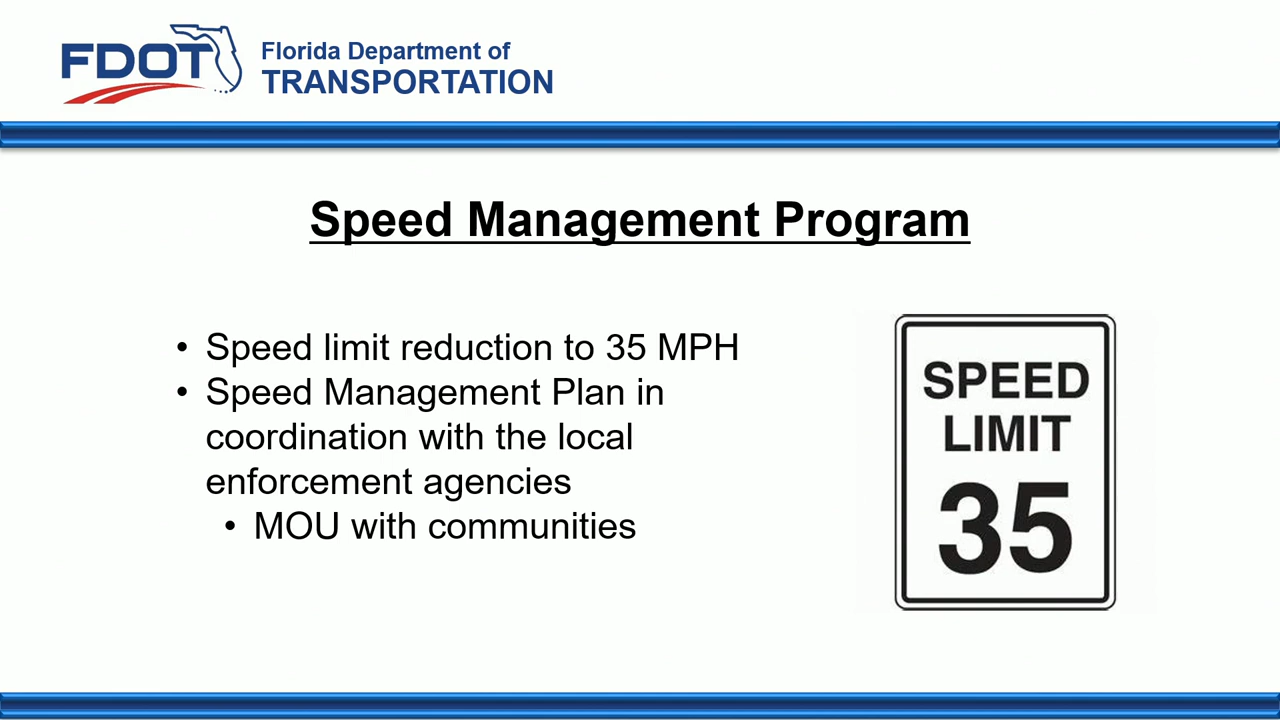 FDOT
Florida Department of
TRANSPORTATION
Speed Management Program
• Speed limit reduction to 35 MPH
• Speed Management Plan in
coordination with the local
enforcement agencies
• MOU with communities
SPEED
LIMIT
35